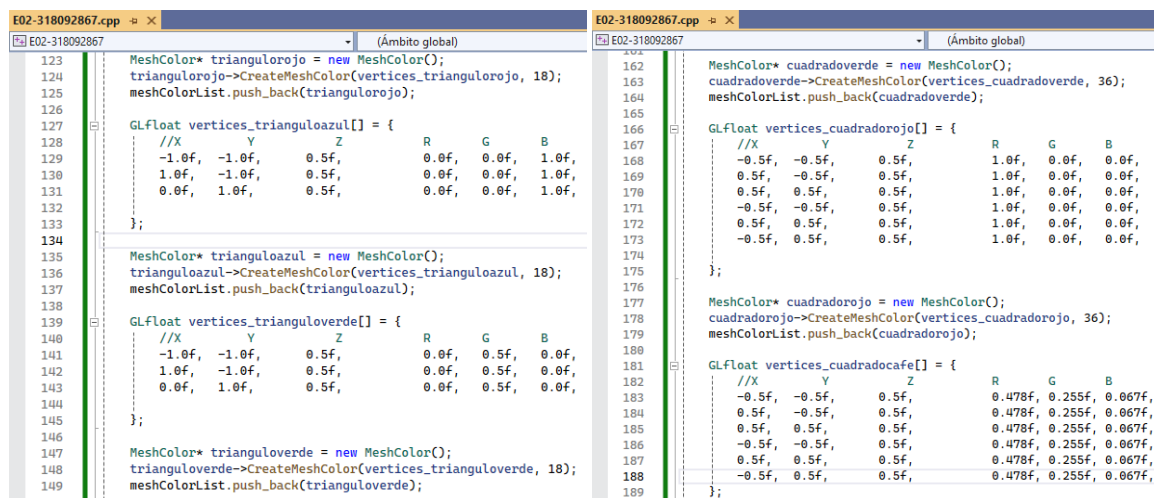 E02-318092867.cpp
E02-318092867 (Ámbito global)
123 MeshColor* triangulorojo = new MeshColor();
124 triangulorojo->CreateMeshColor(vertices_triangulorojo, 18);
125 meshColorList.push_back(triangulorojo);
126
127 GLfloat vertices_trianguloazul[] = {
128 //X Y Z R G B
129 -1.0f, -1.0f, 0.5f, 0.0f, 0.0f, 1.0f,
130 1.0f, -1.0f, 0.5f, 0.0f, 0.0f, 1.0f,
131 0.0f, 1.0f, 0.5f, 0.0f, 0.0f, 1.0f,
132
133 };
134
135 MeshColor* trianguloazul = new MeshColor();
136 trianguloazul->CreateMeshColor(vertices_trianguloazul, 18);
137 meshColorList.push_back(trianguloazul);
138
139 GLfloat vertices_trianguloverde[] = {
140 //X Y Z R G B
141 -1.0f, -1.0f, 0.5f, 0.0f, 0.5f, 0.0f,
142 1.0f, -1.0f, 0.5f, 0.0f, 0.5f, 0.0f,
143 0.0f, 1.0f, 0.5f, 0.0f, 0.5f, 0.0f,
144
145 };
146
147 MeshColor* trianguloverde = new MeshColor();
148 trianguloverde->CreateMeshColor(vertices_trianguloverde, 18);
149 meshColorList.push_back(trianguloverde);
E02-318092867.cpp
E02-318092867 (Ámbito global)
161
162 MeshColor* cuadradoverde = new MeshColor();
163 cuadradoverde->CreateMeshColor(vertices_cuadradoverde, 36);
164 meshColorList.push_back(cuadradoverde);
165
166 GLfloat vertices_cuadradorojo[] = {
167 //X Y Z R G B
168 -0.5f, -0.5f, 0.5f, 1.0f, 0.0f, 0.0f,
169 0.5f, -0.5f, 0.5f, 1.0f, 0.0f, 0.0f,
170 0.5f, 0.5f, 0.5f, 1.0f, 0.0f, 0.0f,
171 -0.5f, -0.5f, 0.5f, 1.0f, 0.0f, 0.0f,
172 0.5f, 0.5f, 0.5f, 1.0f, 0.0f, 0.0f,
173 -0.5f, 0.5f, 0.5f, 1.0f, 0.0f, 0.0f,
174
175 };
176
177 MeshColor* cuadradorojo = new MeshColor();
178 cuadradorojo->CreateMeshColor(vertices_cuadradorojo, 36);
179 meshColorList.push_back(cuadradorojo);
180
181 GLfloat vertices_cuadradocafe[] = {
182 //X Y Z R G B
183 -0.5f, -0.5f, 0.5f, 0.478f, 0.255f, 0.067f,
184 0.5f, -0.5f, 0.5f, 0.478f, 0.255f, 0.067f,
185 0.5f, 0.5f, 0.5f, 0.478f, 0.255f, 0.067f,
186 -0.5f, -0.5f, 0.5f, 0.478f, 0.255f, 0.067f,
187 0.5f, 0.5f, 0.5f, 0.478f, 0.255f, 0.067f,
188 -0.5f, 0.5f, 0.5f, 0.478f, 0.255f, 0.067f,
189 };